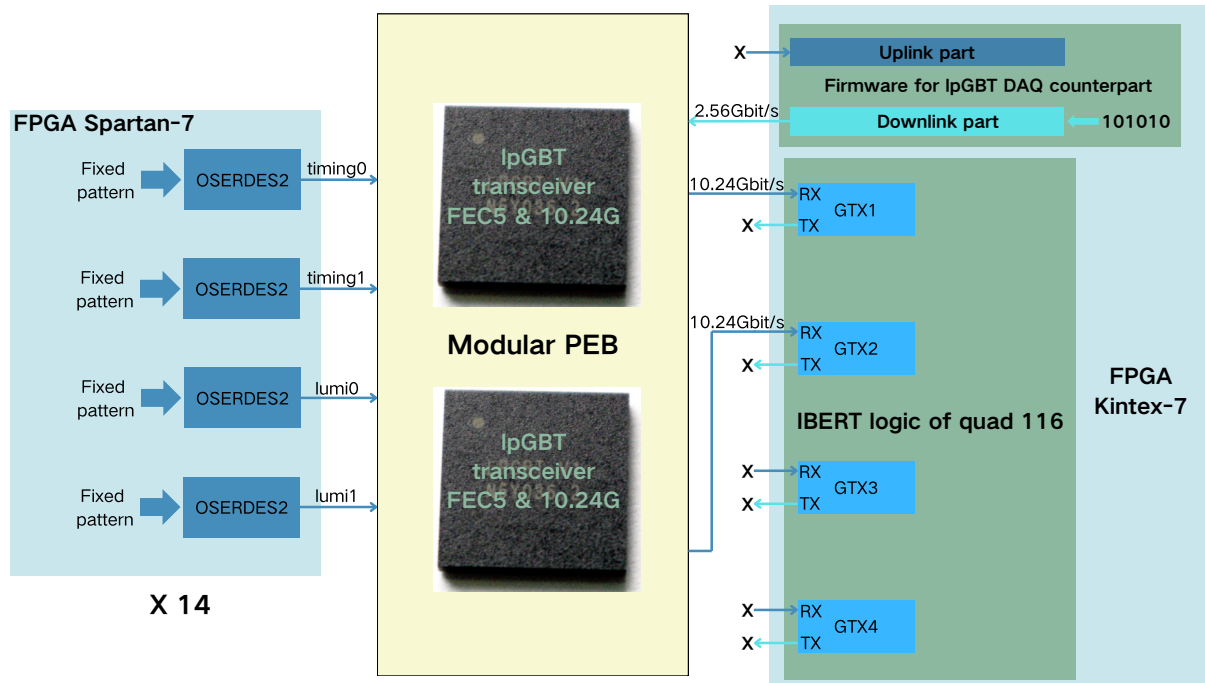 FPGA Spartan-7
Fixed
pattern
OSERDES2
timing0
Fixed
pattern
OSERDES2
timing1
Fixed
pattern
OSERDES2
lumi0
Fixed
pattern
OSERDES2
lumi1
X 14
lpGBT
transceiver
FEC5 & 10.24G
Modular PEB
lpGBT
transceiver
FEC5 & 10.24G
X
Uplink part
Firmware for lpGBT DAQ counterpart
2.56Gbit/s
Downlink part
101010
10.24Gbit/s
RX
GTX1
X
TX
10.24Gbit/s
RX
GTX2
X
TX
FPGA
Kintex-7
IBERT logic of quad 116
X
RX
GTX3
X
TX
X
RX
GTX4
X
TX